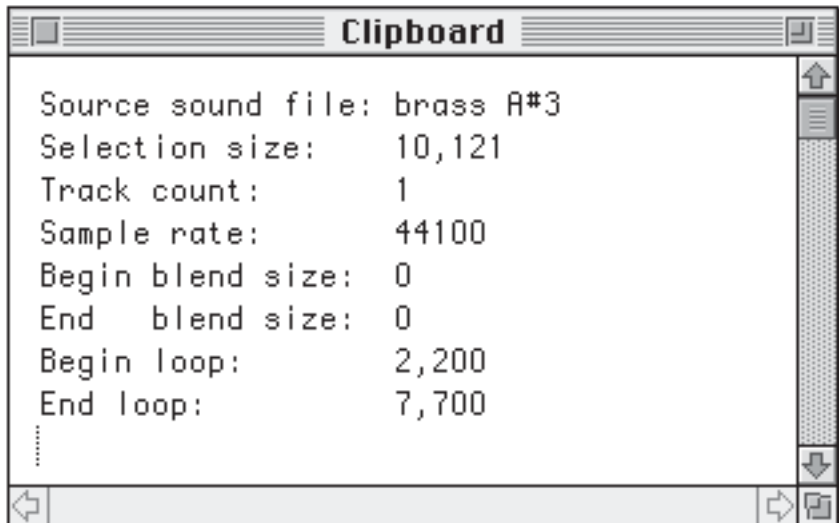 Clipboard
Source sound file: brass A#3
Selection size: 10,121
Track count: 1
Sample rate: 44100
Begin blend size: 0
End blend size: 0
Begin loop: 2,200
End loop: 7,700